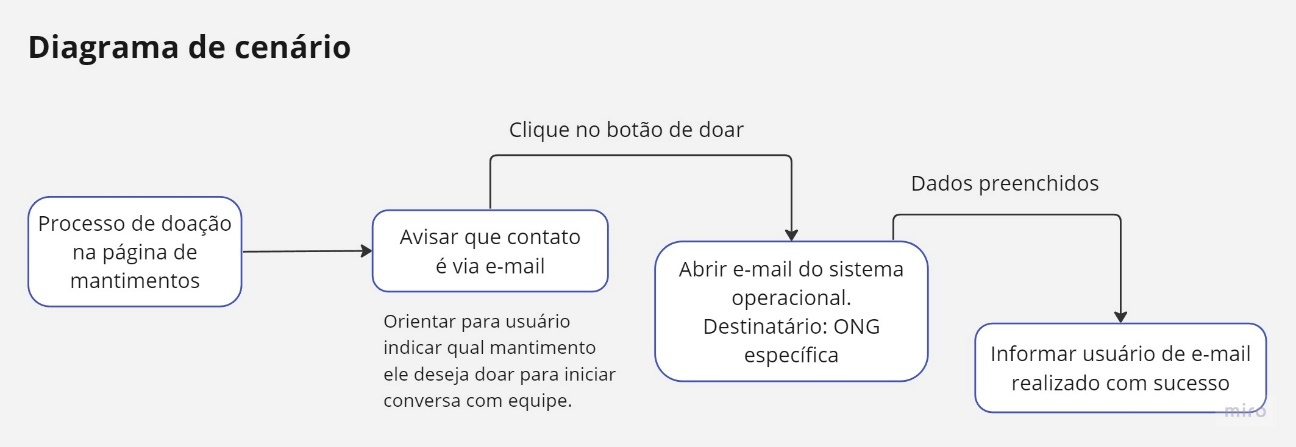 Diagrama de cenário
Clique no botão de doar
Dados preenchidos
Processo de doação
na página de
mantimentos
Avisar que contato
é via e-mail
Orientar para usuário
indicar qual mantimento
ele deseja doar para iniciar
conversa com equipe.
Abrir e-mail do sistema
operacional.
Destinatário: ONG
específica
Informar usuário de e-mail
realizado com sucesso
miro